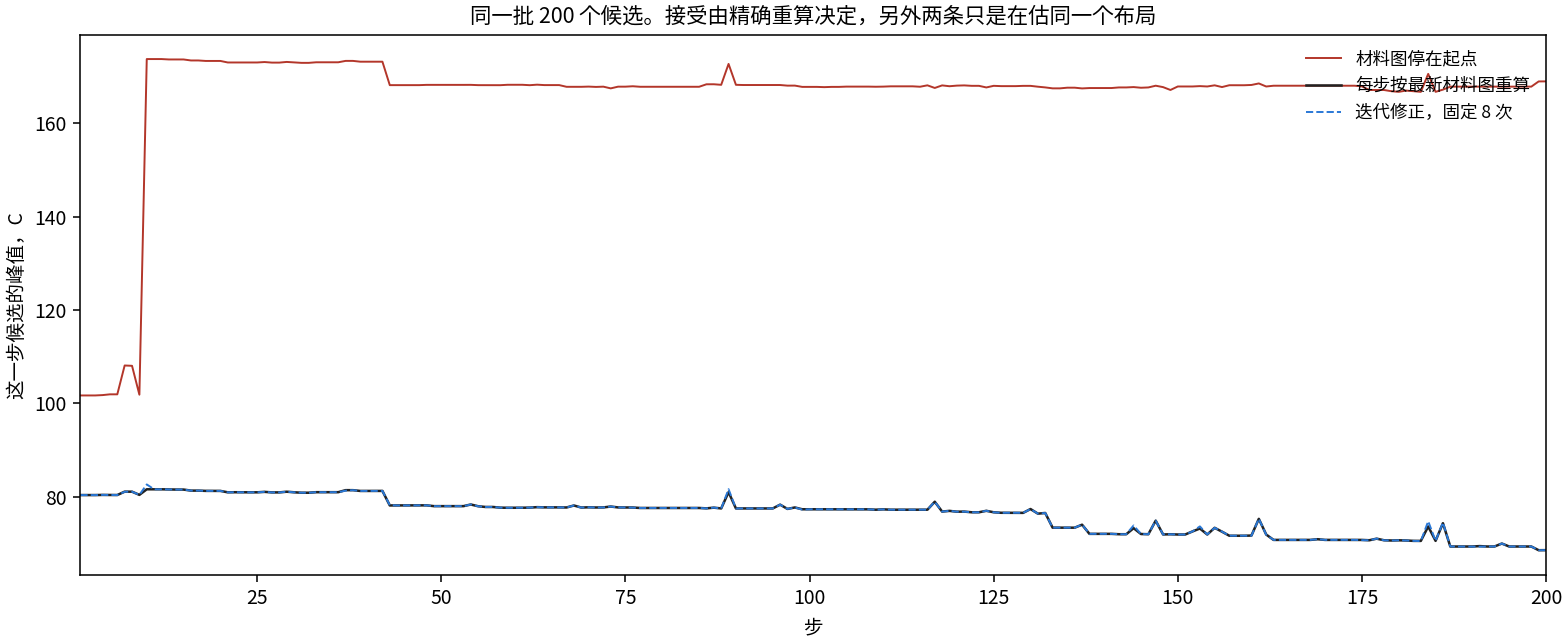 同一批 200 个候选。接受由精确重算决定，另外两条只是在估同一个布局
材料图停在起点
每步按最新材料图重算
迭代修正，固定 8 次
这一步候选的峰值，C
160
140
120
100
80
25
50
75
100
125
150
175
200
步